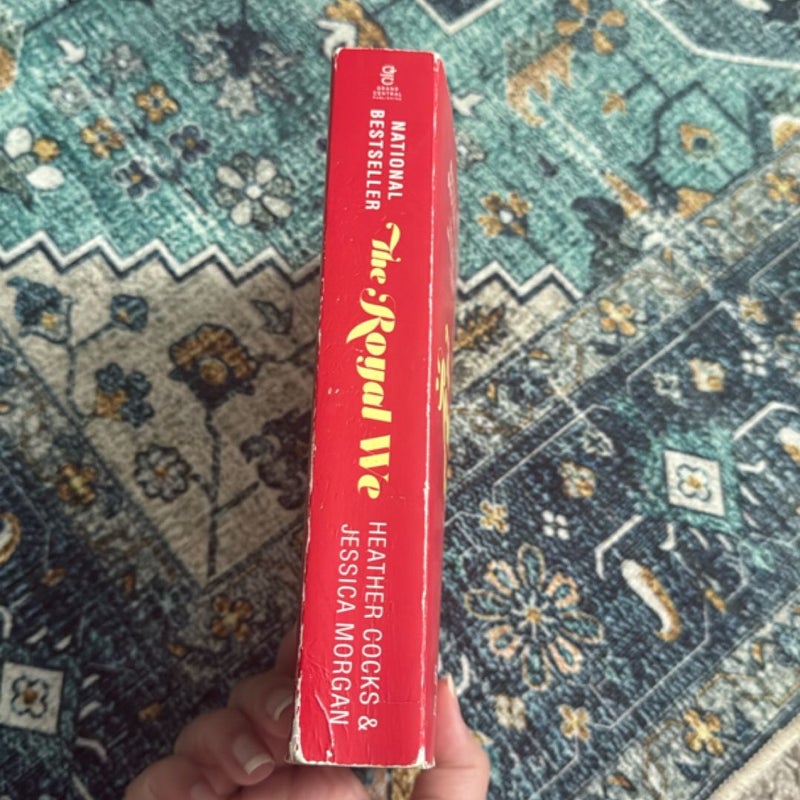 GRAND
CENTRAL
PUBLISHING
NATIONAL
BESTSELLER
The Royal We
HEATHER COCKS &
JESSICA MORGAN